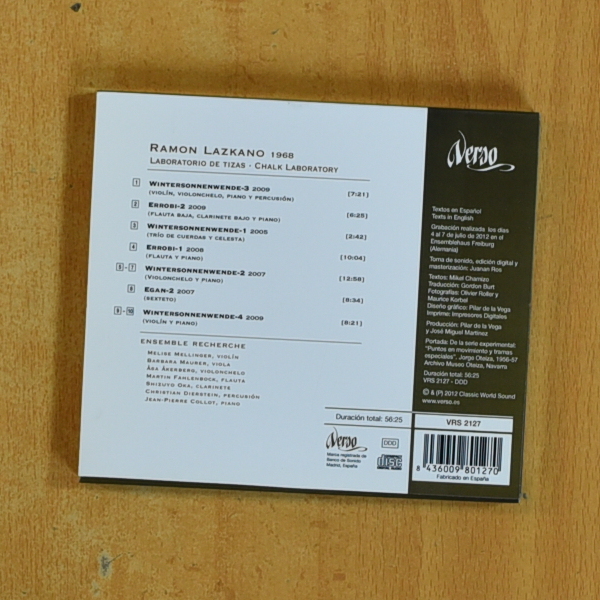 RAMON LAZKANO 1968
LABORATORIO DE TIZAS · CHALK LABORATORY
1 WINTERSONNENWENDE-3 2009 [7:21]
(VIOLÍN, VIOLONCHELO, PIANO Y PERCUSIÓN)
2 ERROBI-2 2009 [6:25]
(FLAUTA BAJA, CLARINETE BAJO Y PIANO)
3 WINTERSONNENWENDE-1 2005 [2:42]
(TRÍO DE CUERDAS Y CELESTA)
4 ERROBI-1 2008 [10:04]
(FLAUTA Y PIANO)
5 - 7 WINTERSONNENWENDE-2 2007 [12:58]
(VIOLONCHELO Y PIANO)
8 EGAN-2 2007 [8:34]
(SEXTETO)
9 - 10 WINTERSONNENWENDE-4 2009 [8:21]
(VIOLÍN Y PIANO)
ENSEMBLE RECHERCHE
MELISE MELLINGER, VIOLÍN
BARBARA MAURER, VIOLA
ÅSA ÅKERBERG, VIOLONCHELO
MARTIN FAHLENBOCK, FLAUTA
SHIZUYO OKA, CLARINETE
CHRISTIAN DIERSTEIN, PERCUSIÓN
JEAN-PIERRE COLLOT, PIANO
Duración total: 56:25
Verso
Marca registrada de
Banco de Sonido
Madrid, España
DDD
COMPACT disc DIGITAL AUDIO
Verso
Textos en Español
Texts in English
Grabación realizada los días
4 al 7 de julio de 2012 en el
Ensemblehaus Freiburg
(Alemania)
Toma de sonido, edición digital y
masterización: Juanan Ros
Textos: Mikel Chamizo
Traducción: Gordon Burt
Fotografías: Olivier Roller y
Maurice Korbel
Diseño gráfico: Pilar de la Vega
Imprime: Impresores Digitales
Producción: Pilar de la Vega y
José Miguel Martínez
Portada: De la serie experimental:
"Puntos en movimiento y tramas
espaciales". Jorge Oteiza, 1956-57
Archivo Museo Oteiza, Navarra
Duración total: 56:25
VRS 2127 - DDD
© & (P) 2012 Classic World Sound
www.verso.es
VRS 2127
8 436009 801270
Fabricado en España